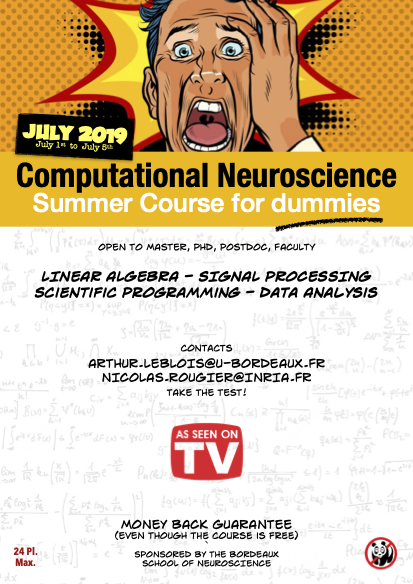 JULY 2019
July 1st to July 5th
Computational Neuroscience
Summer Course for dummies
OPEN TO MASTER, PHD, POSTDOC, FACULTY
LINEAR ALGEBRA - SIGNAL PROCESSING
SCIENTIFIC PROGRAMMING - DATA ANALYSIS
CONTACTS
ARTHUR.LEBLOIS@U-BORDEAUX.FR
NICOLAS.ROUGIER@INRIA.FR
TAKE THE TEST!
AS SEEN ON
TV
MONEY BACK GUARANTEE
(EVEN THOUGH THE COURSE IS FREE)
SPONSORED BY THE BORDEAUX
SCHOOL OF NEUROSCIENCE
24 Pl.
Max.